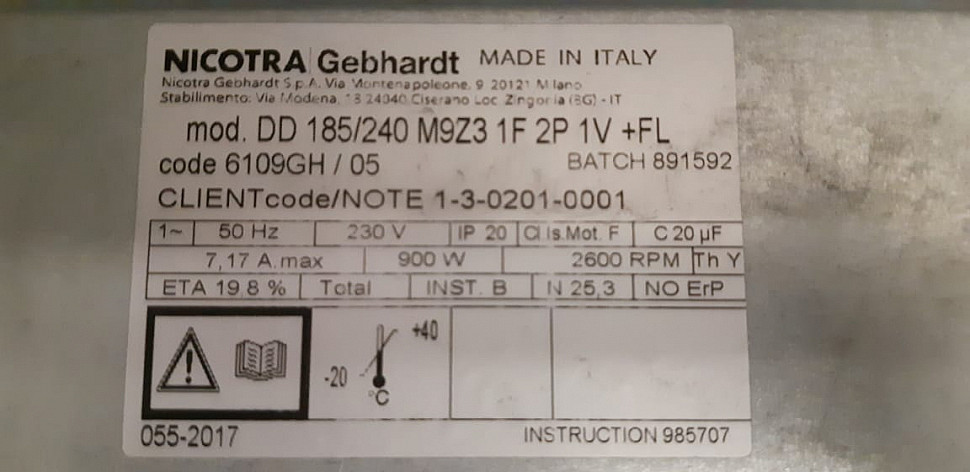 NICOTRA Gebhardt MADE IN ITALY
Nicotra Gebhardt S.p.A. Via Montenapoleone, 9 20121 Milano
Stabilimento: Via Modena, 18 24040 Ciserano Loc. Zingonia (BG) - IT
mod. DD 185/240 M9Z3 1F 2P 1V +FL
code 6109GH / 05 BATCH 891592
CLIENTcode/NOTE 1-3-0201-0001
1~ 50 Hz 230 V IP 20 Cl Is.Mot. F C 20 µF
7,17 A.max 900 W 2600 RPM Th Y
ETA 19,8 % Total INST. B N 25,3 NO ErP
+40
-20
°C
055-2017 INSTRUCTION 985707